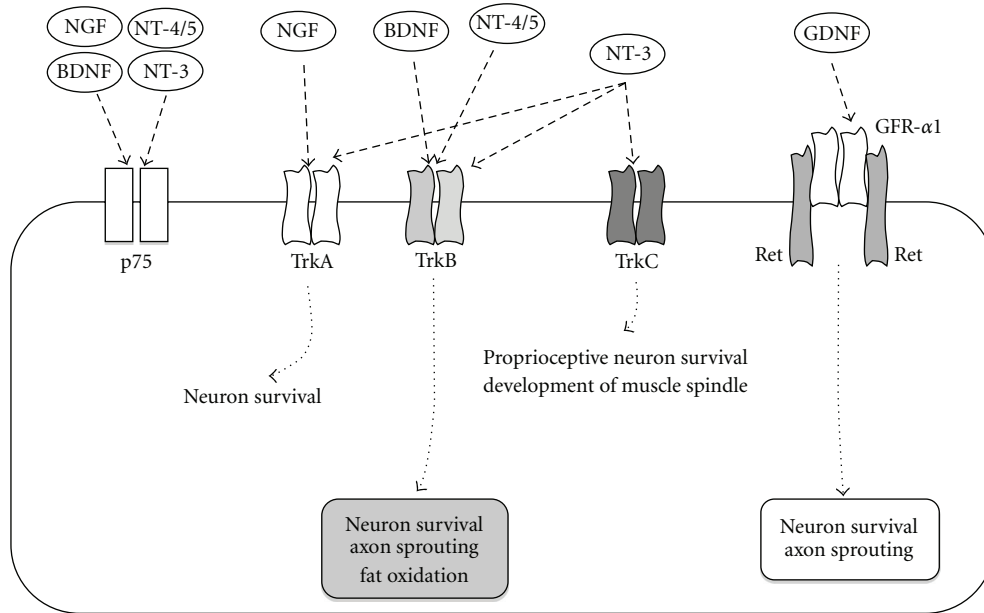 NGF
NT-4/5
BDNF
NT-3
NGF
BDNF
NT-4/5
NT-3
GDNF
GFR-α1
p75
TrkA
TrkB
TrkC
Ret
Ret
Neuron survival
Proprioceptive neuron survival
development of muscle spindle
Neuron survival
axon sprouting
fat oxidation
Neuron survival
axon sprouting